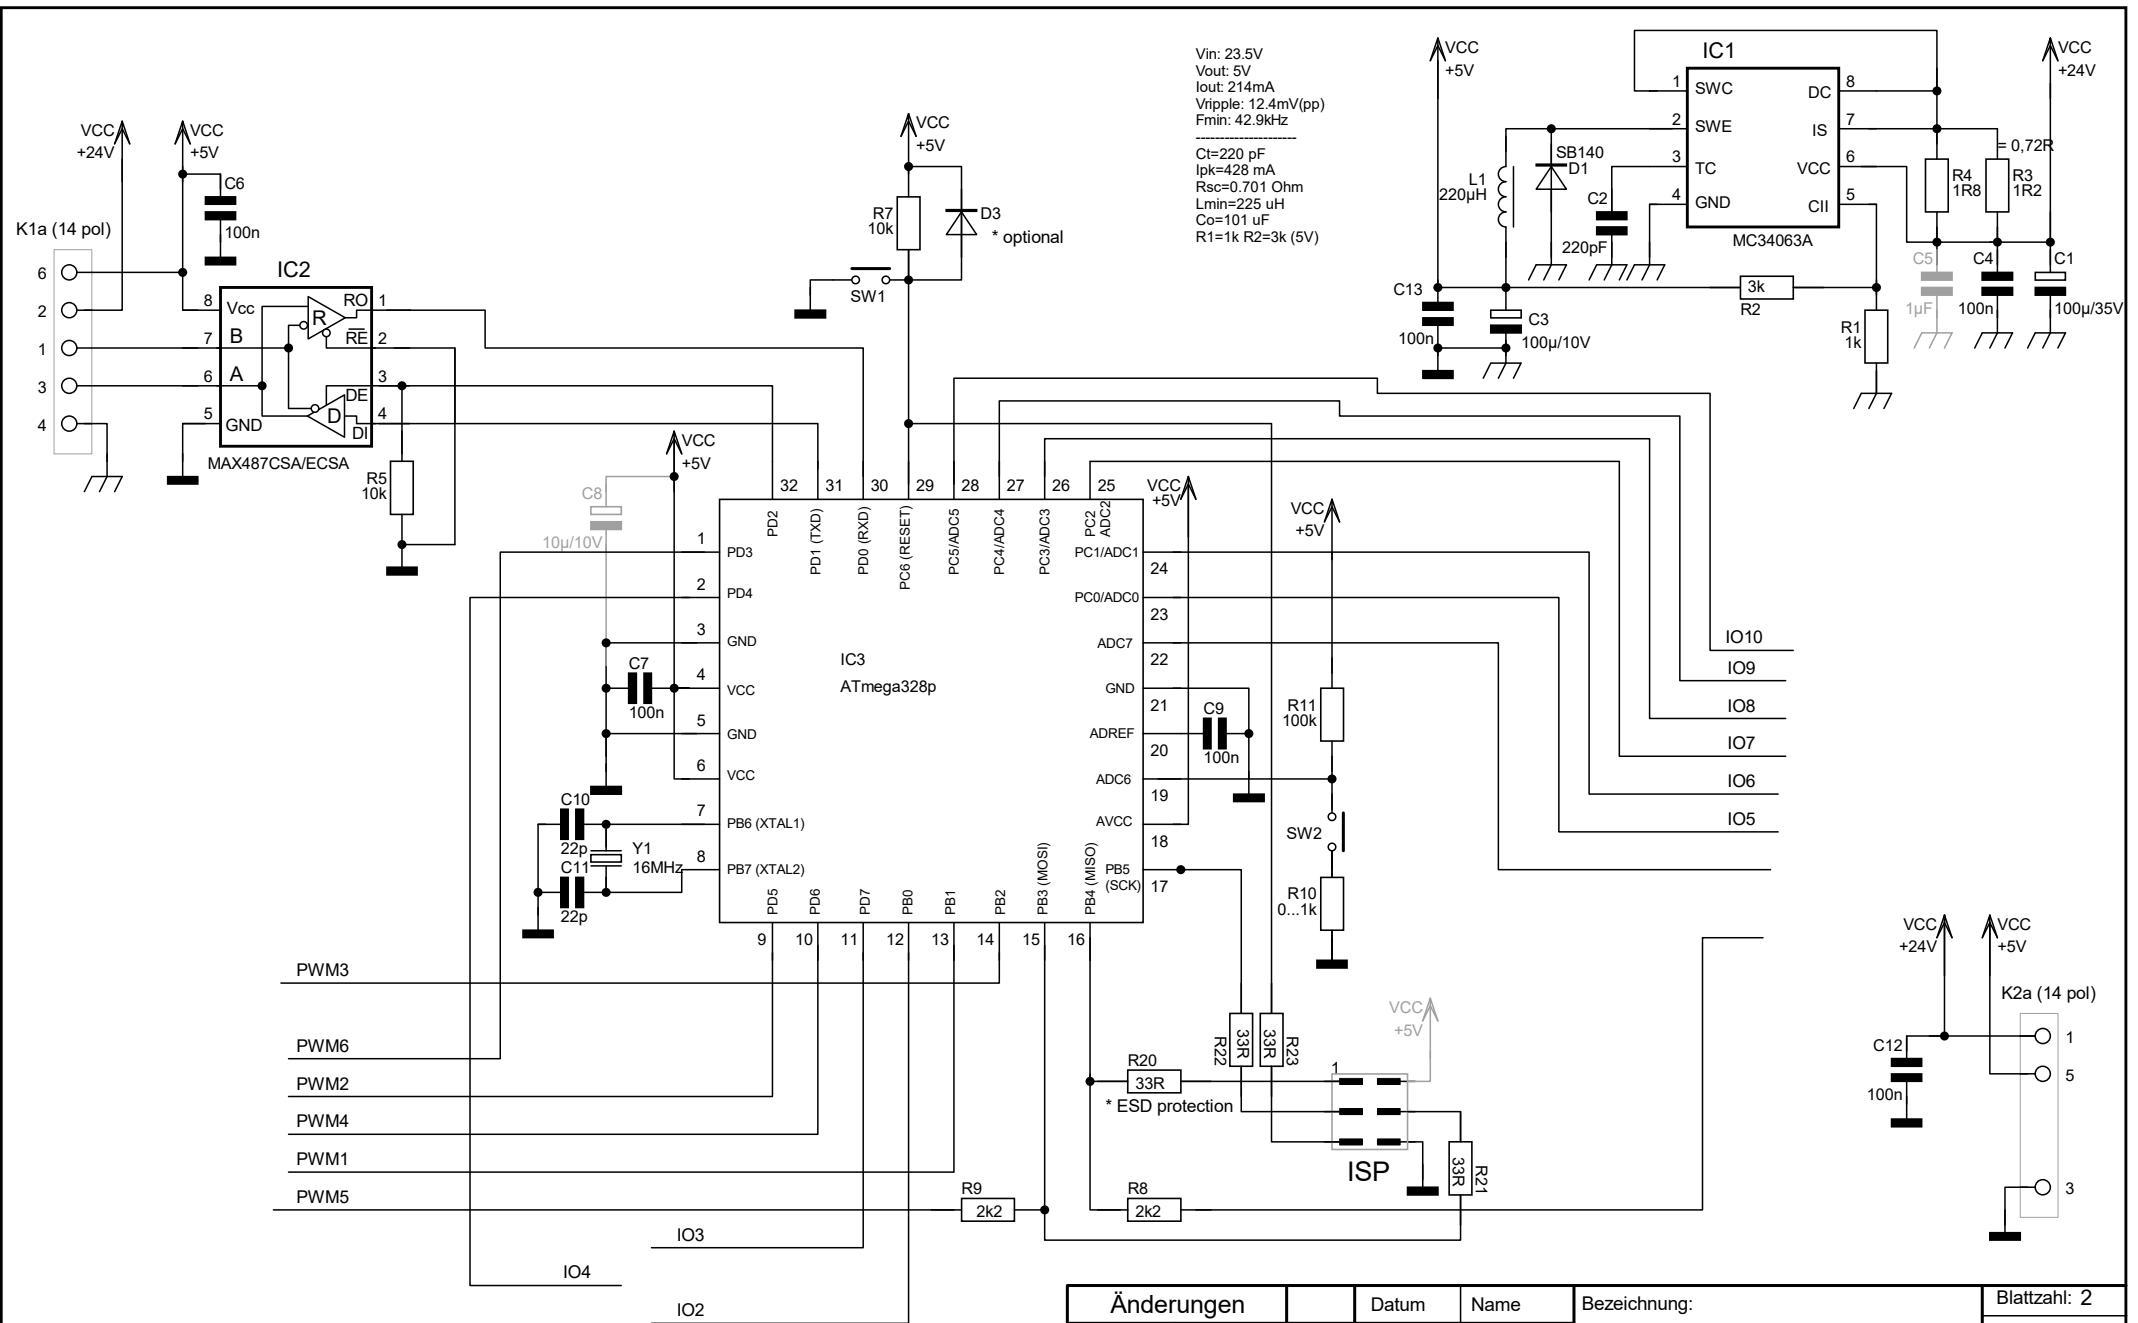 Vin: 23.5V
Vout: 5V
Iout: 214mA
Vripple: 12.4mV(pp)
Fmin: 42.9kHz
---------------------
Ct=220 pF
Ipk=428 mA
Rsc=0.701 Ohm
Lmin=225 uH
Co=101 uF
R1=1k R2=3k (5V)
VCC
+5V
IC1
VCC
+24V
1 SWC
DC 8
2 SWE
IS 7
3 TC
VCC 6
4 GND
CII 5
MC34063A
= 0,72R
R4
1R8
R3
1R2
L1
220µH
SB140
D1
C2
220pF
C5
1µF
C4
100n
C1
100µ/35V
C13
100n
C3
100µ/10V
3k
R2
R1
1k
VCC
+24V
VCC
+5V
C6
100n
K1a (14 pol)
6
2
1
3
4
IC2
8 Vcc
7 B
6 A
5 GND
R
RO 1
RE 2
3
DE
D
4
DI
MAX487CSA/ECSA
R5
10k
VCC
+5V
R7
10k
D3
* optional
SW1
VCC
+5V
C8
10µ/10V
32 31 30 29 28 27 26 25
PD2
PD1 (TXD)
PD0 (RXD)
PC6 (RESET)
PC5/ADC5
PC4/ADC4
PC3/ADC3
PC2
ADC2
1 PD3
2 PD4
3 GND
4 VCC
5 GND
6 VCC
7 PB6 (XTAL1)
8 PB7 (XTAL2)
IC3
ATmega328p
PC1/ADC1
24
PC0/ADC0
23
ADC7
22
GND
21
ADREF
20
ADC6
19
AVCC
18
PB5
(SCK) 17
PD5
PD6
PD7
PB0
PB1
PB2
PB3 (MOSI)
PB4 (MISO)
9 10 11 12 13 14 15 16
C7
100n
C10
22p
C11
22p
Y1
16MHz
VCC
+5V
C9
100n
VCC
+5V
R11
100k
SW2
R10
0...1k
IO10
IO9
IO8
IO7
IO6
IO5
PWM3
PWM6
PWM2
PWM4
PWM1
PWM5
R9
2k2
IO3
IO4
IO2
33R
R22
33R
R23
VCC
+5V
R20
33R
* ESD protection
1
ISP
33R
R21
R8
2k2
VCC
+24V
VCC
+5V
K2a (14 pol)
1
5
3
C12
100n
Änderungen
Datum
Name
Bezeichnung:
Blattzahl: 2